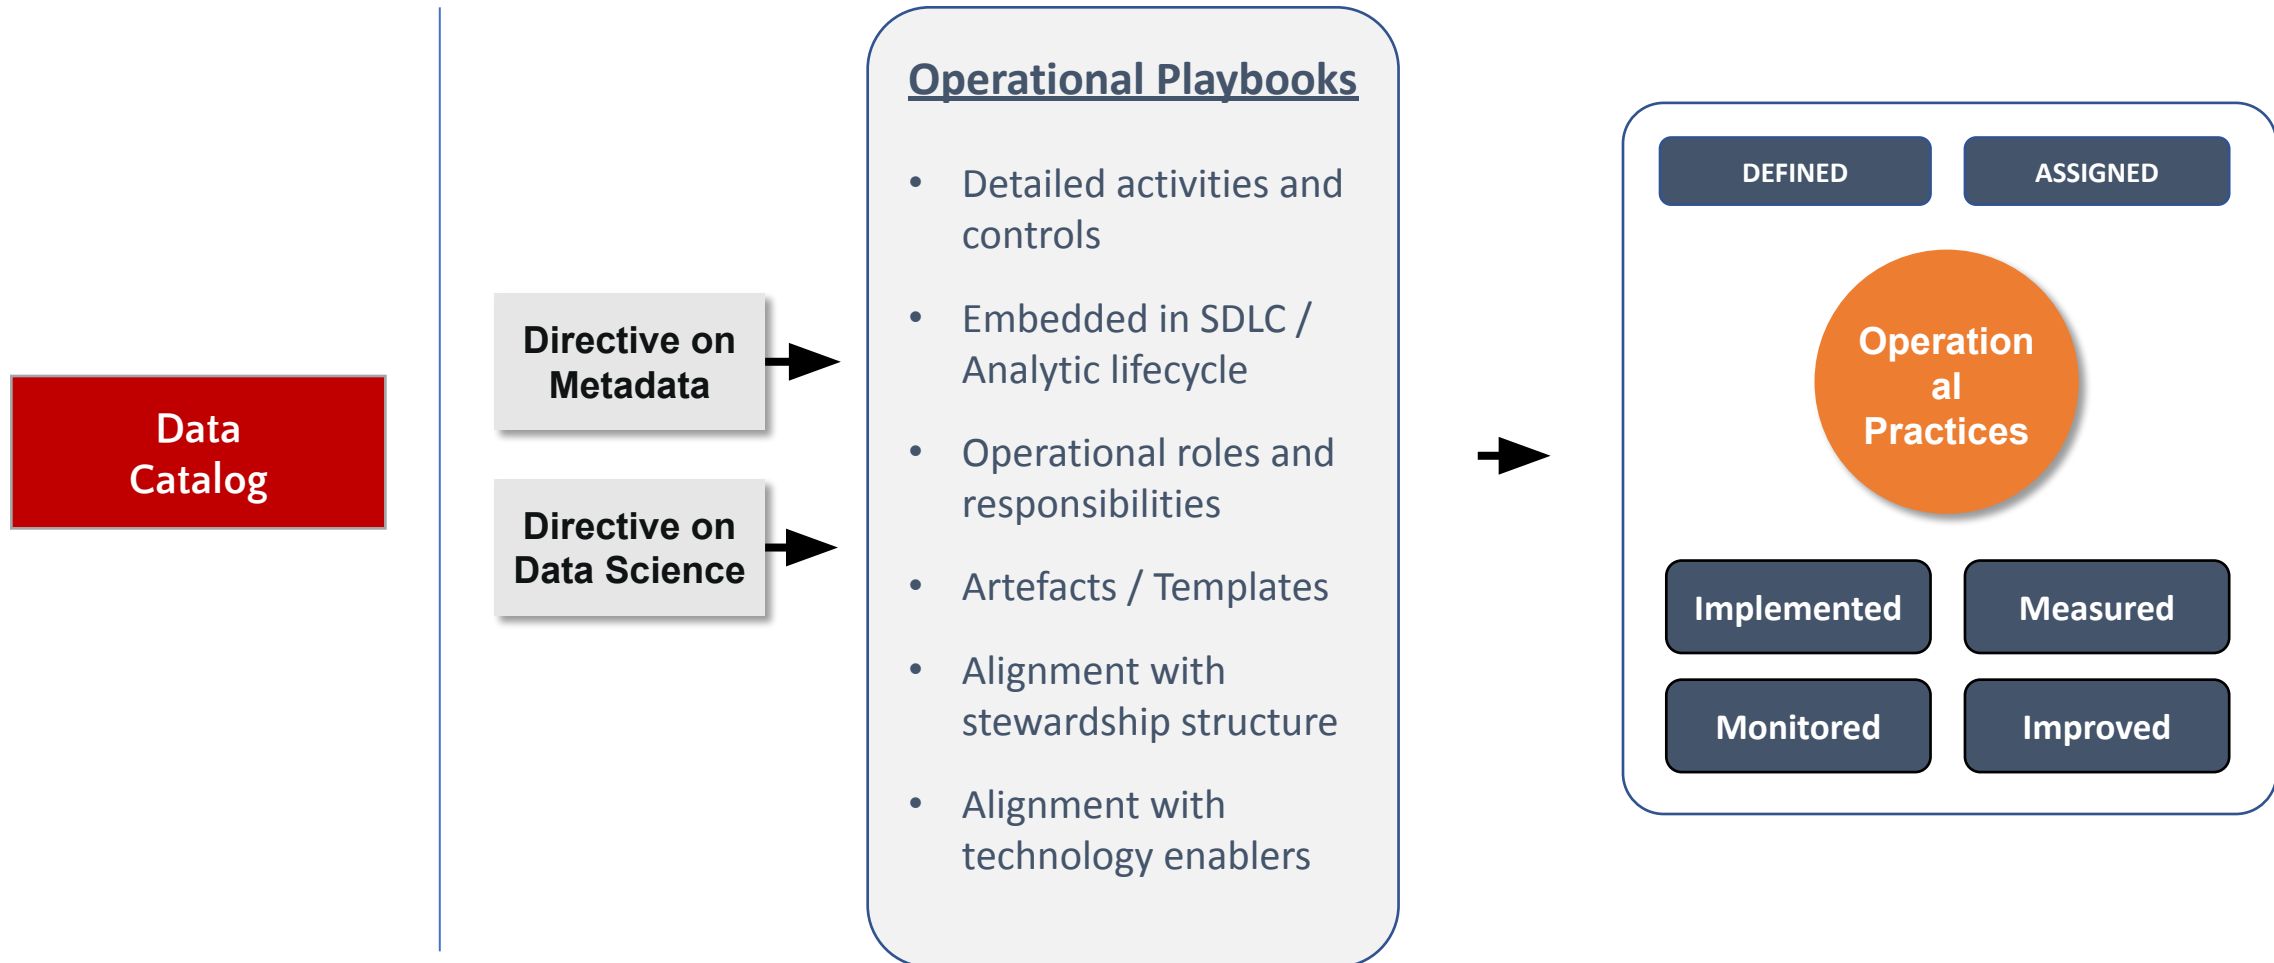 Data
Catalog
Directive on
Metadata
Directive on
Data Science
Operational Playbooks
• Detailed activities and
controls
• Embedded in SDLC /
Analytic lifecycle
• Operational roles and
responsibilities
• Artefacts / Templates
• Alignment with
stewardship structure
• Alignment with
technology enablers
DEFINED
ASSIGNED
Operation
al
Practices
Implemented
Measured
Monitored
Improved